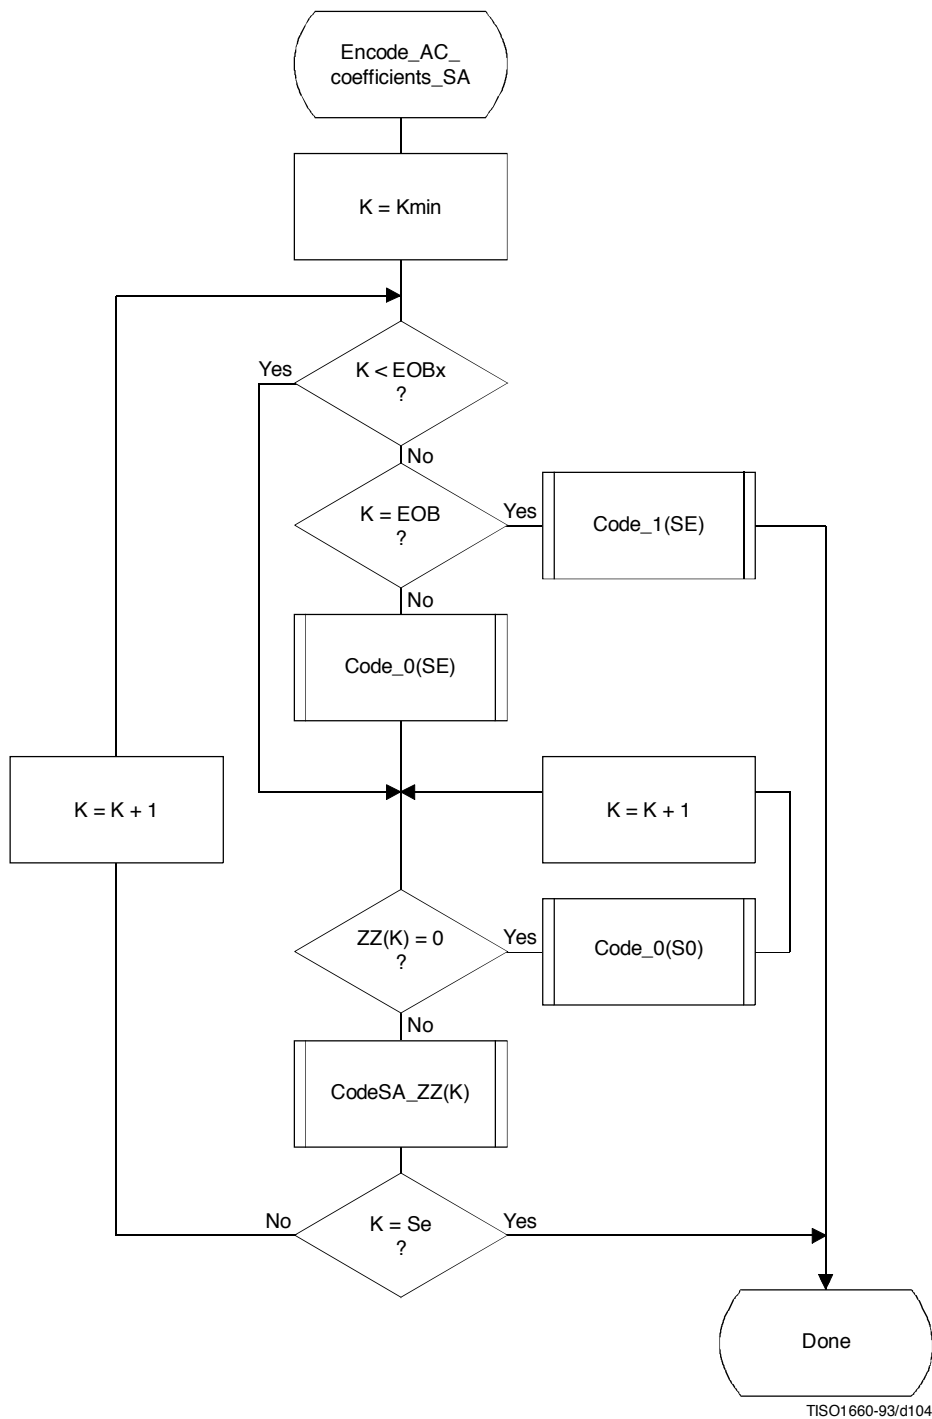 Encode_AC_
coefficients_SA
K = Kmin
Yes
K < EOBx
?
No
K = EOB
?
Yes
Code_1(SE)
No
Code_0(SE)
K = K + 1
K = K + 1
ZZ(K) = 0
?
Yes
Code_0(S0)
No
CodeSA_ZZ(K)
No
K = Se
?
Yes
Done
TISO1660-93/d104